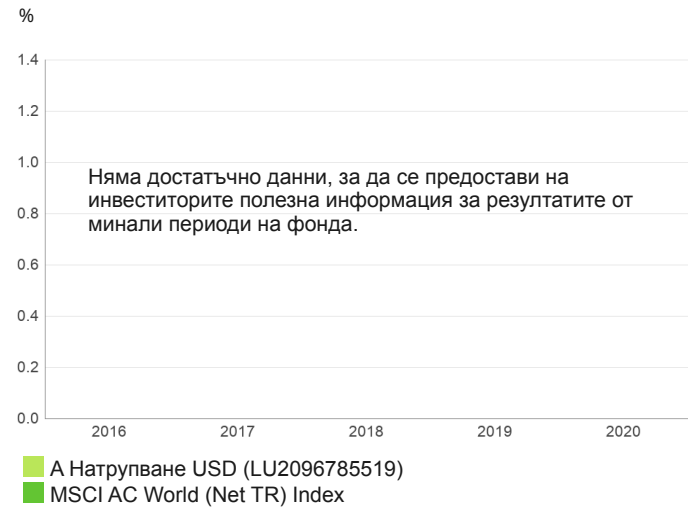 %
1.4
1.2
1.0
Няма достатъчно данни, за да се предостави на
инвеститорите полезна информация за резултатите от
0.8
минали периоди на фонда.
0.6
0.4
0.2
0.0
2016 2017 2018 2019 2020
А Натрупване USD (LU2096785519)
MSCI AC World (Net TR) Index